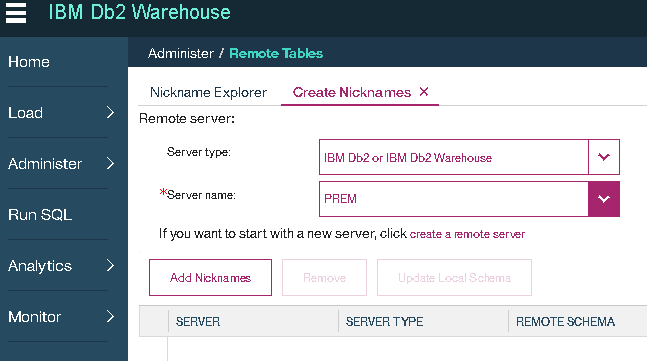 IBM Db2 Warehouse
Administer / Remote Tables
Home
Load
Administer
Run SQL
Analytics
Monitor
Nickname Explorer
Create Nicknames ✕
Remote server:
Server type:
IBM Db2 or IBM Db2 Warehouse
*Server name:
PREM
If you want to start with a new server, click create a remote server
Add Nicknames
Remove
Update Local Schema
SERVER
SERVER TYPE
REMOTE SCHEMA